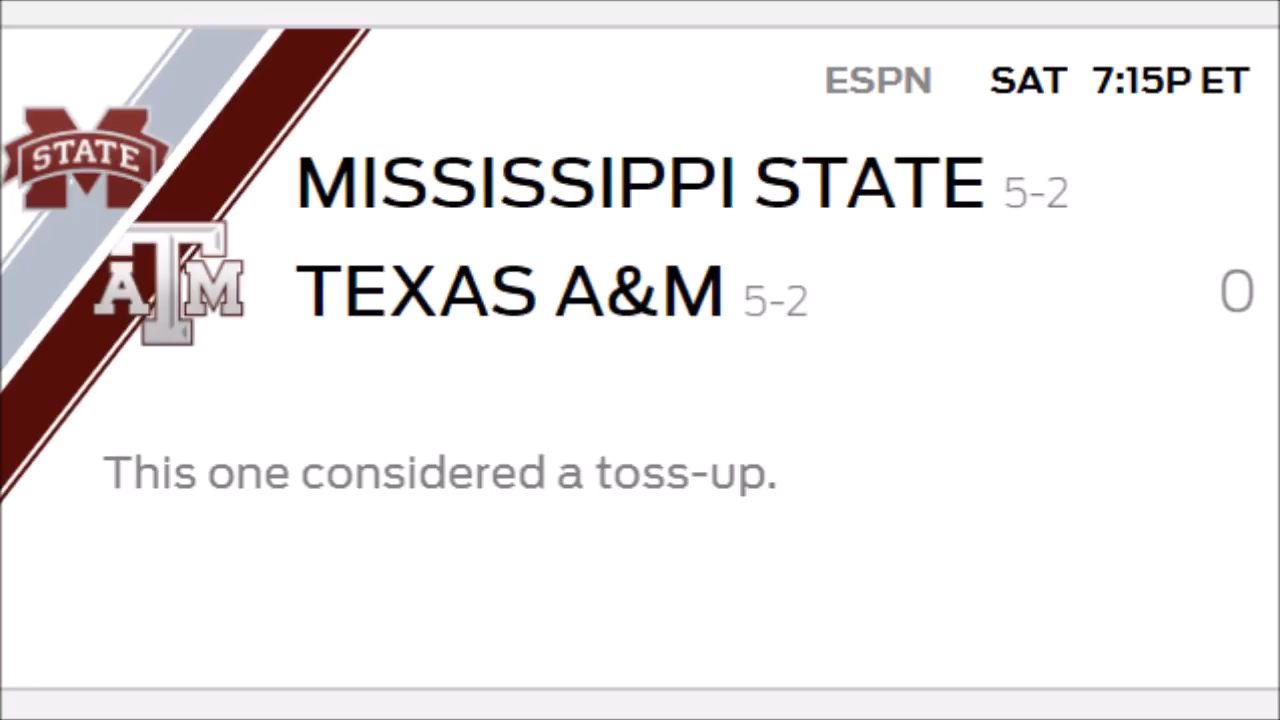 ESPN SAT 7:15P ET
STATE
MISSISSIPPI STATE 5-2
A T M
TEXAS A&M 5-2 0
This one considered a toss-up.